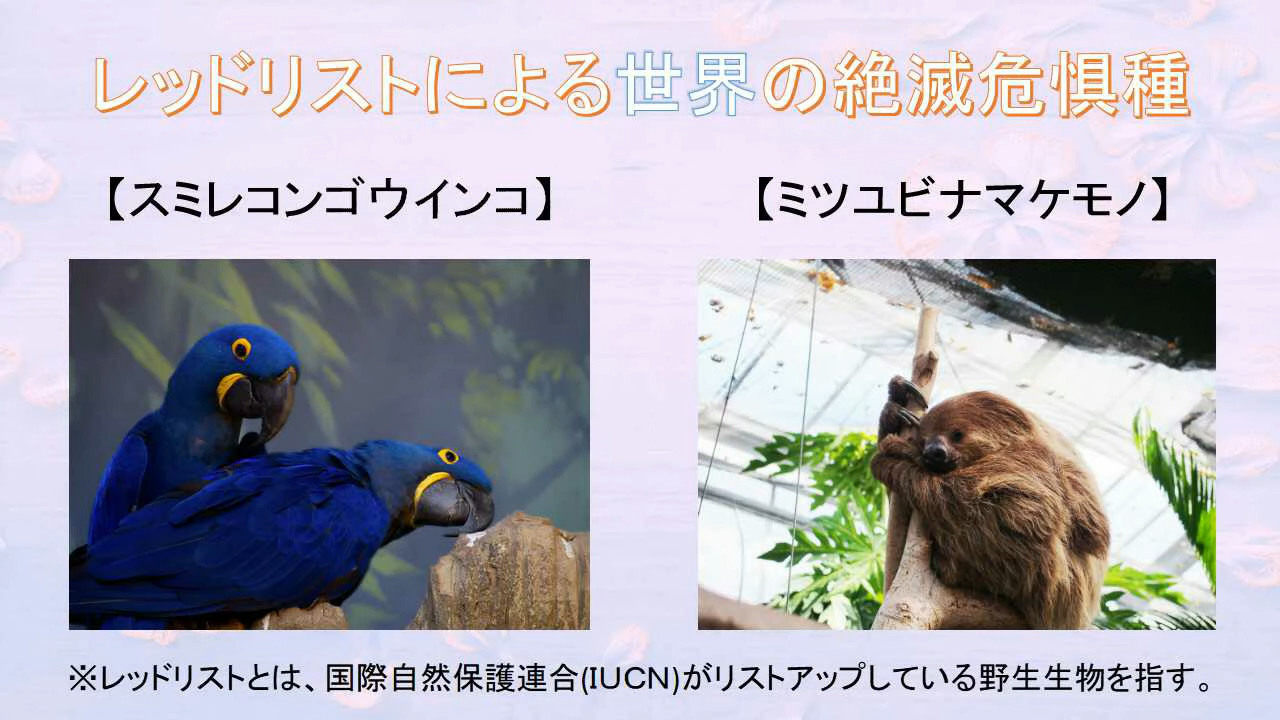 レッドリストによる世界の絶滅危惧種
【スミレコンゴウインコ】
【ミツユビナマケモノ】
※レッドリストとは、国際自然保護連合(IUCN)がリストアップしている野生生物を指す。